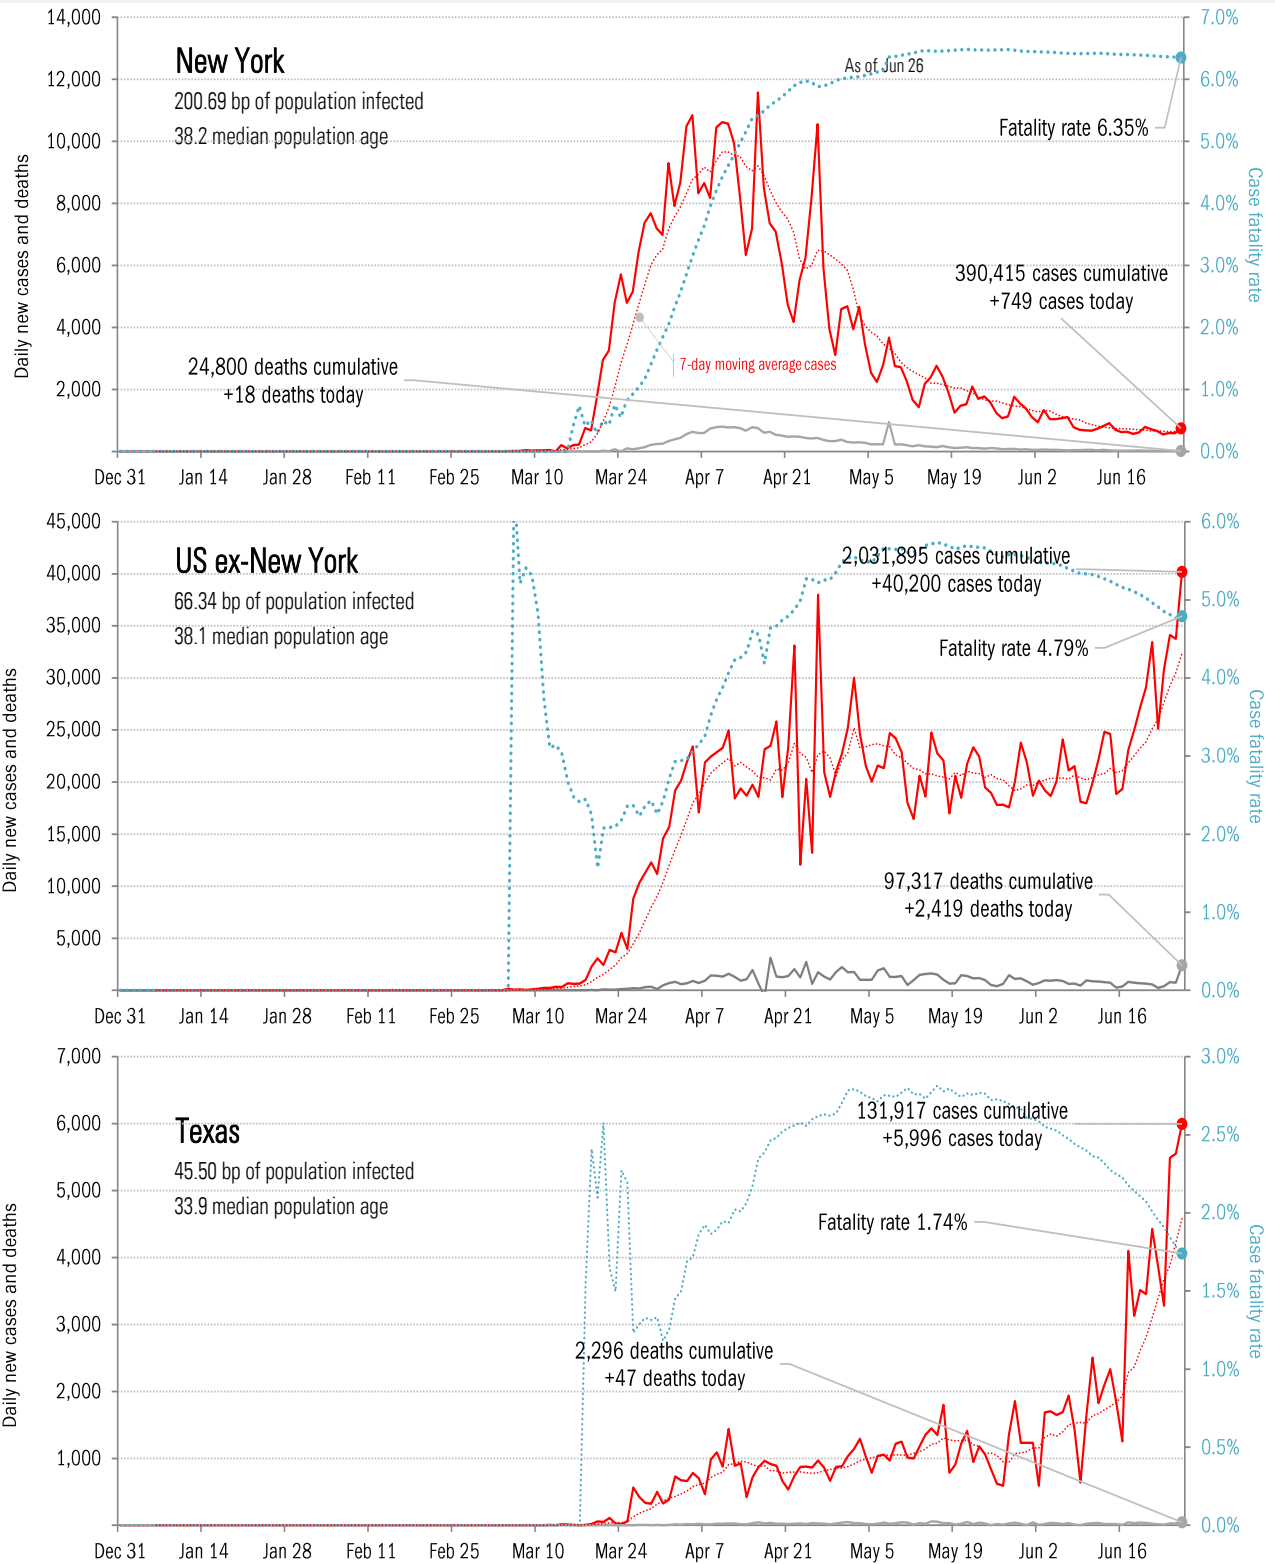 14,000
12,000
10,000
8,000
6,000
4,000
2,000
Daily new cases and deaths
New York
200.69 bp of population infected
38.2 median population age
As of Jun 26
Fatality rate 6.35%
390,415 cases cumulative
+749 cases today
24,800 deaths cumulative
+18 deaths today
7-day moving average cases
7.0%
6.0%
5.0%
4.0%
3.0%
2.0%
1.0%
0.0%
Case fatality rate
Dec 31 Jan 14 Jan 28 Feb 11 Feb 25 Mar 10 Mar 24 Apr 7 Apr 21 May 5 May 19 Jun 2 Jun 16
45,000
40,000
35,000
30,000
25,000
20,000
15,000
10,000
5,000
Daily new cases and deaths
US ex-New York
66.34 bp of population infected
38.1 median population age
2,031,895 cases cumulative
+40,200 cases today
Fatality rate 4.79%
97,317 deaths cumulative
+2,419 deaths today
6.0%
5.0%
4.0%
3.0%
2.0%
1.0%
0.0%
Case fatality rate
Dec 31 Jan 14 Jan 28 Feb 11 Feb 25 Mar 10 Mar 24 Apr 7 Apr 21 May 5 May 19 Jun 2 Jun 16
7,000
6,000
5,000
4,000
3,000
2,000
1,000
Daily new cases and deaths
Texas
45.50 bp of population infected
33.9 median population age
131,917 cases cumulative
+5,996 cases today
Fatality rate 1.74%
2,296 deaths cumulative
+47 deaths today
3.0%
2.5%
2.0%
1.5%
1.0%
0.5%
0.0%
Case fatality rate
Dec 31 Jan 14 Jan 28 Feb 11 Feb 25 Mar 10 Mar 24 Apr 7 Apr 21 May 5 May 19 Jun 2 Jun 16